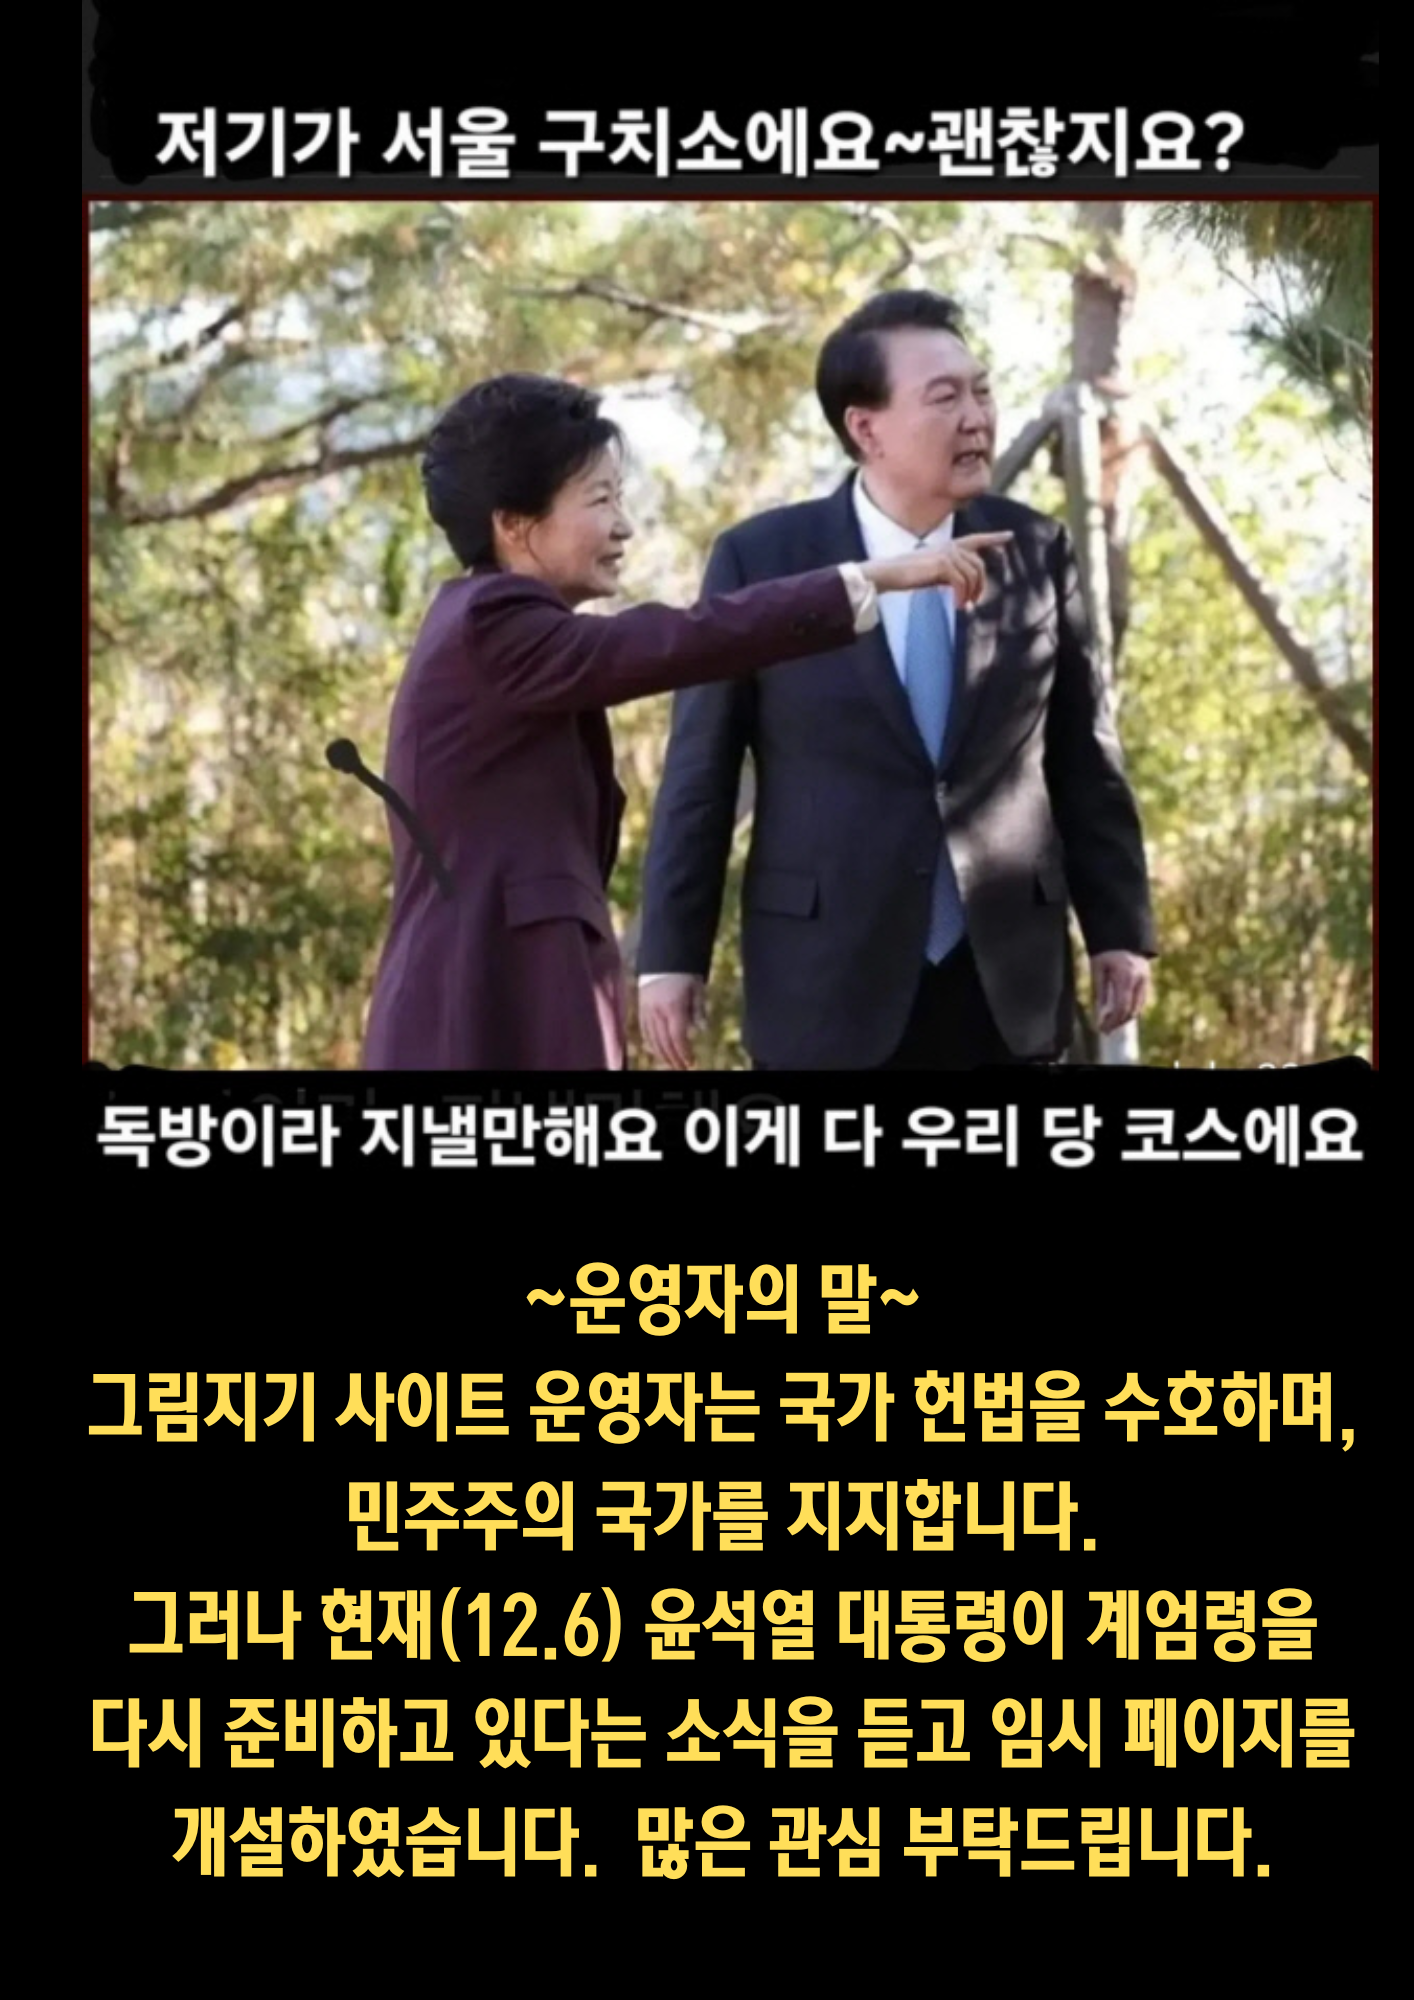 저기가 서울 구치소에요~괜찮지요?
독방이라 지낼만해요 이게 다 우리 당 코스에요
~운영자의 말~
그림지기 사이트 운영자는 국가 헌법을 수호하며,
민주주의 국가를 지지합니다.
그러나 현재(12.6) 윤석열 대통령이 계엄령을
다시 준비하고 있다는 소식을 듣고 임시 페이지를
개설하였습니다. 많은 관심 부탁드립니다.